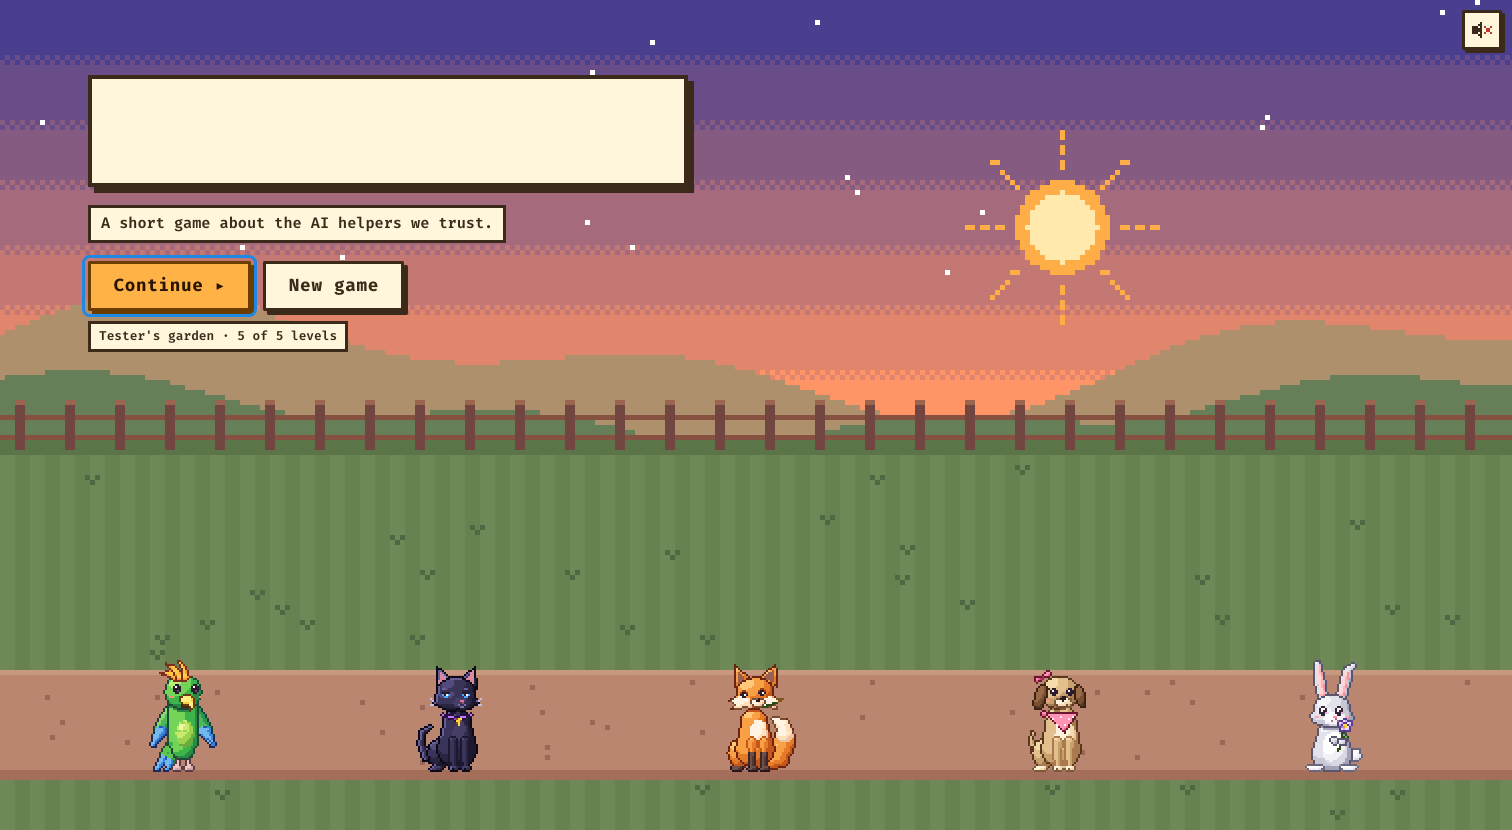 A short game about the AI helpers we trust.
Continue ▸
New game
Tester's garden · 5 of 5 levels